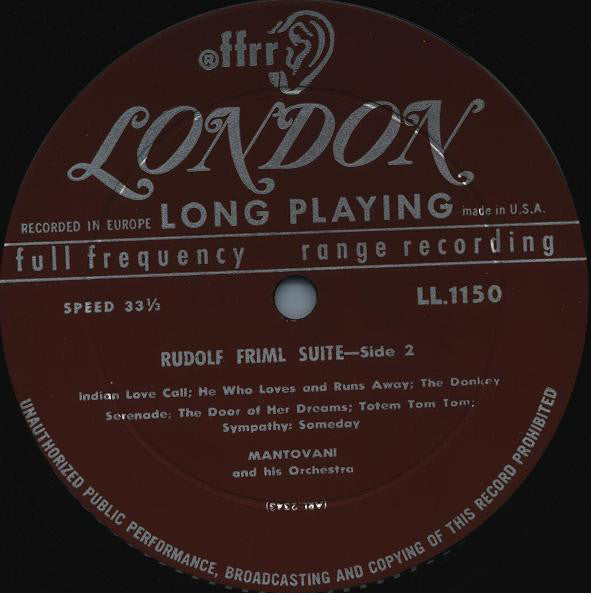 ®ffrr
LONDON
RECORDED IN EUROPE LONG PLAYING made in U.S.A.
full frequency range recording
SPEED 33⅓
LL.1150
RUDOLF FRIML SUITE—Side 2
Indian Love Call; He Who Loves and Runs Away; The Donkey
Serenade; The Door of Her Dreams; Totem Tom Tom;
Sympathy: Someday
MANTOVANI
and his Orchestra
(ARL 2343)
UNAUTHORIZED PUBLIC PERFORMANCE, BROADCASTING AND COPYING OF THIS RECORD PROHIBITED